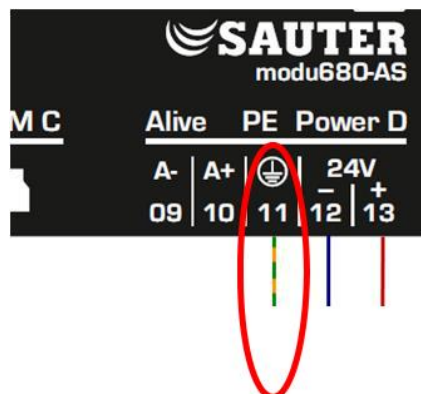 SAUTER
modu680-AS
M C Alive PE Power D
A- A+ 24V
- +
09 10 11 12 13